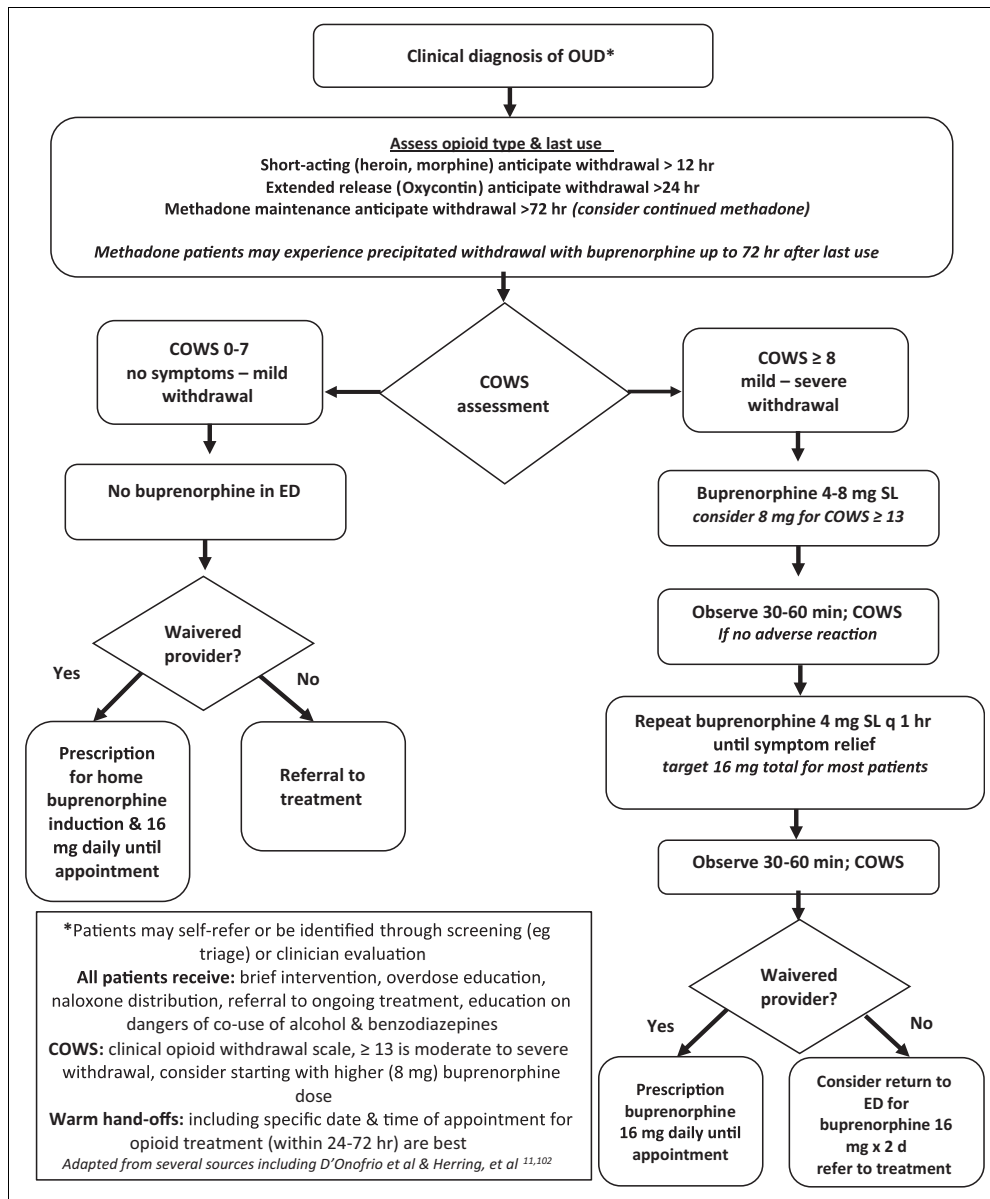 Clinical diagnosis of OUD*
Assess opioid type & last use
Short-acting (heroin, morphine) anticipate withdrawal > 12 hr
Extended release (Oxycontin) anticipate withdrawal >24 hr
Methadone maintenance anticipate withdrawal >72 hr (consider continued methadone)
Methadone patients may experience precipitated withdrawal with buprenorphine up to 72 hr after last use
COWS
assessment
COWS 0-7
no symptoms – mild
withdrawal
No buprenorphine in ED
Waivered
provider?
Yes
No
Prescription
for home
buprenorphine
induction & 16
mg daily until
appointment
Referral to
treatment
COWS ≥ 8
mild – severe
withdrawal
Buprenorphine 4-8 mg SL
consider 8 mg for COWS ≥ 13
Observe 30-60 min; COWS
If no adverse reaction
Repeat buprenorphine 4 mg SL q 1 hr
until symptom relief
target 16 mg total for most patients
Observe 30-60 min; COWS
Waivered
provider?
Yes
No
Prescription
buprenorphine
16 mg daily until
appointment
Consider return to
ED for
buprenorphine 16
mg x 2 d
refer to treatment
*Patients may self-refer or be identified through screening (eg
triage) or clinician evaluation
All patients receive: brief intervention, overdose education,
naloxone distribution, referral to ongoing treatment, education on
dangers of co-use of alcohol & benzodiazepines
COWS: clinical opioid withdrawal scale, ≥ 13 is moderate to severe
withdrawal, consider starting with higher (8 mg) buprenorphine
dose
Warm hand-offs: including specific date & time of appointment for
opioid treatment (within 24-72 hr) are best
Adapted from several sources including D'Onofrio et al & Herring, et al 11,102